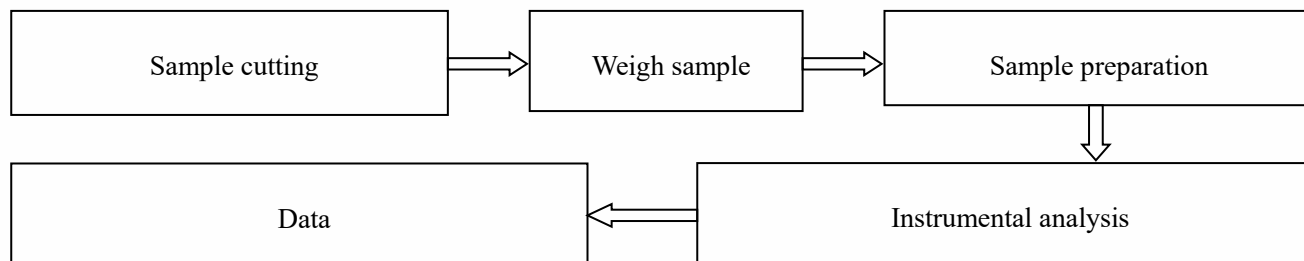 Sample cutting
Weigh sample
Sample preparation
Instrumental analysis
Data